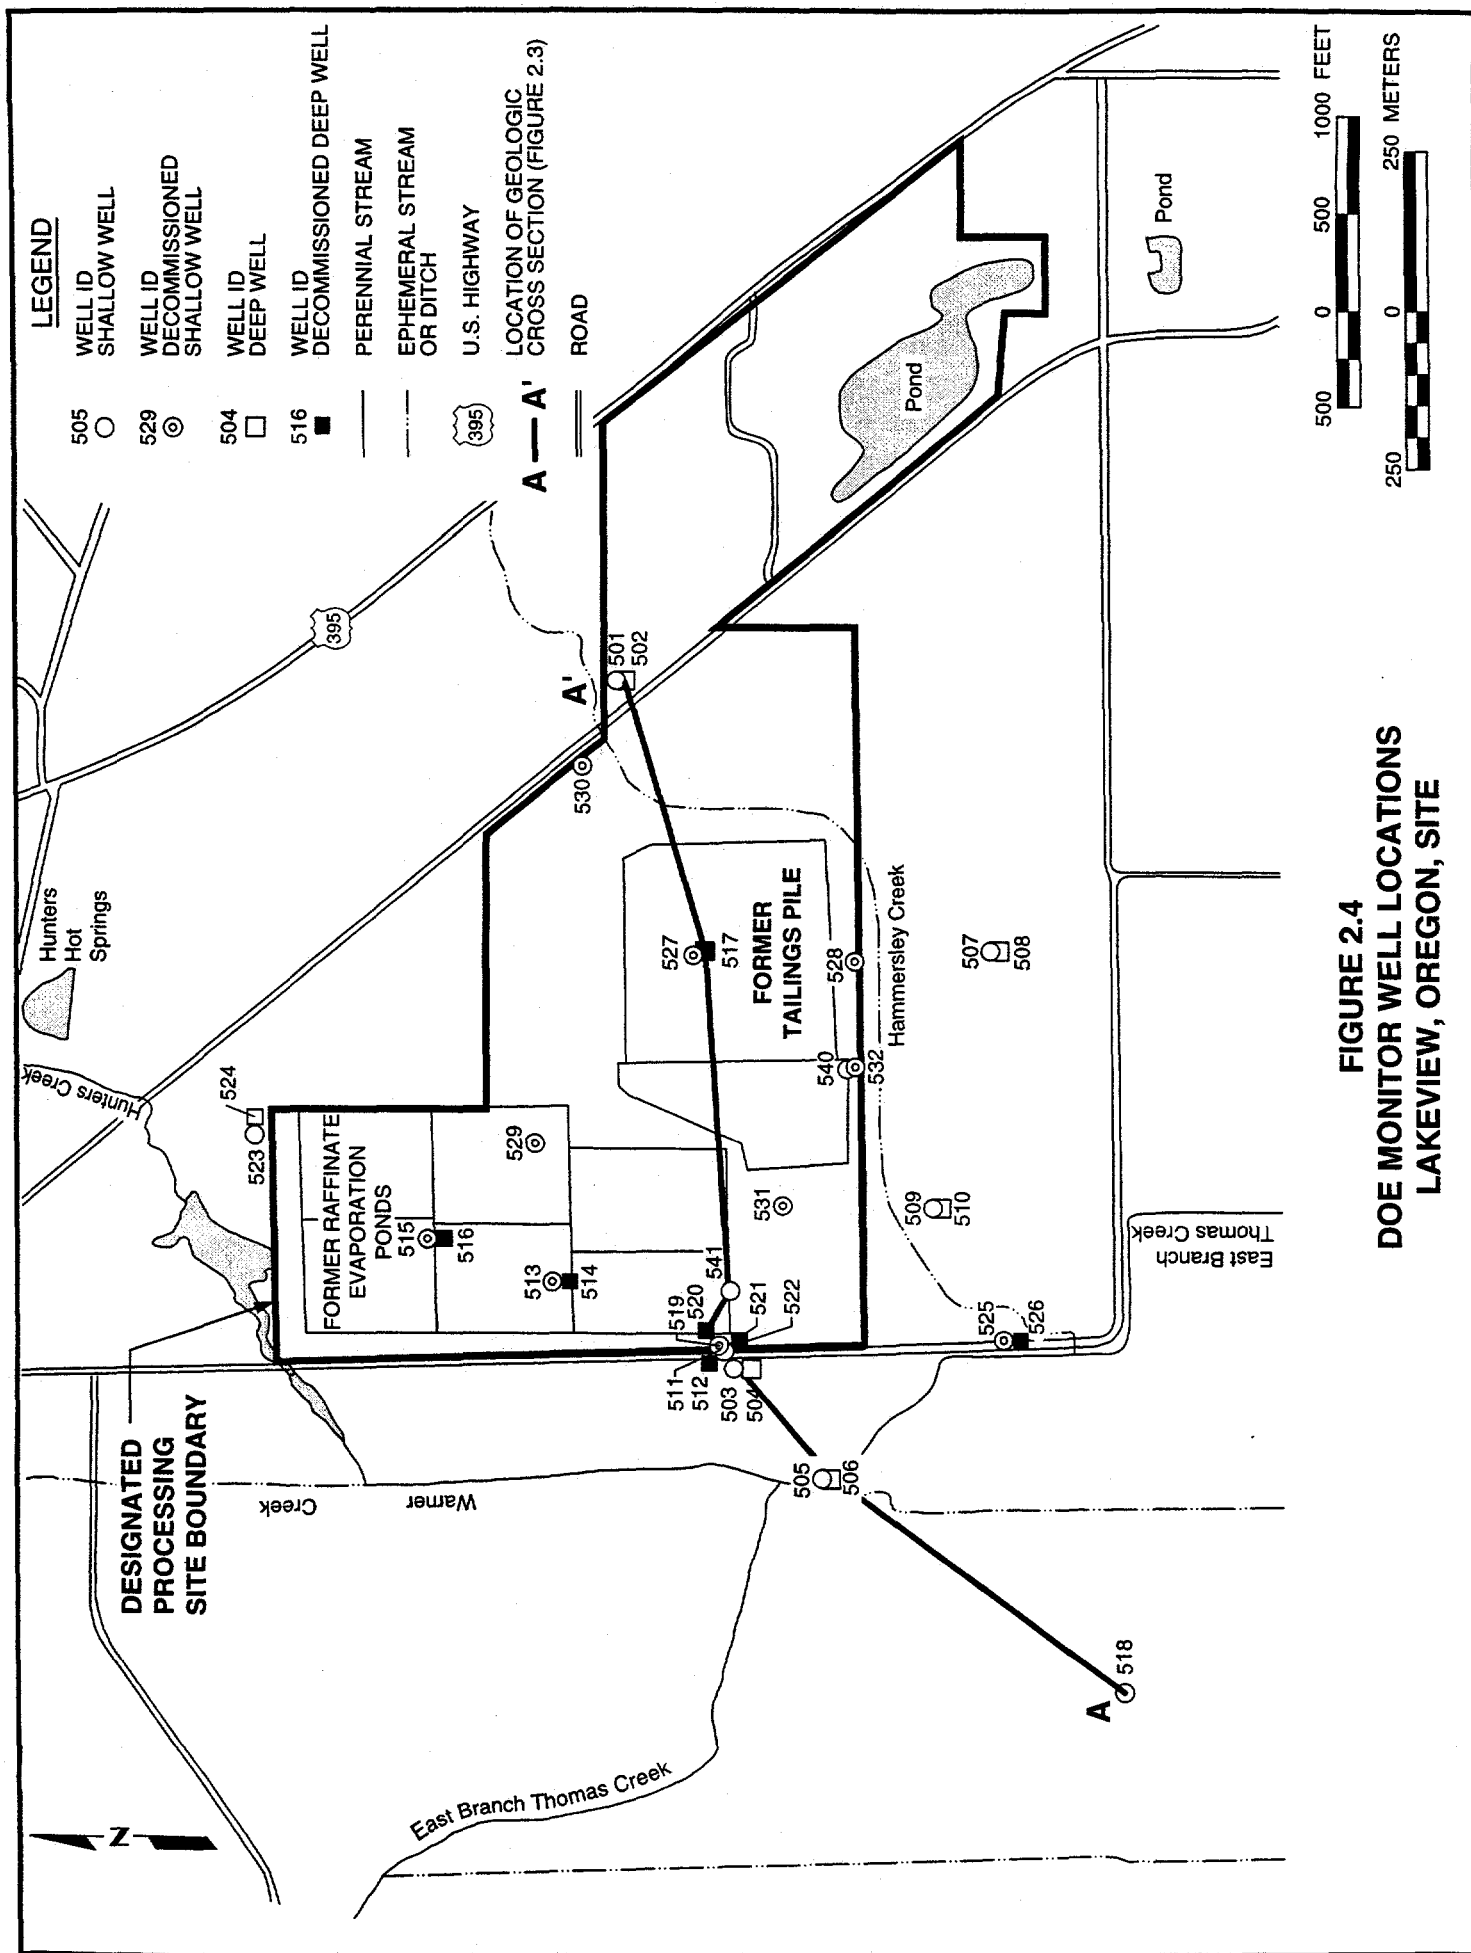 LEGEND
505
WELL ID
SHALLOW WELL
529
WELL ID
DECOMMISSIONED
SHALLOW WELL
504
WELL ID
DEEP WELL
516
WELL ID
DECOMMISSIONED DEEP WELL
PERENNIAL STREAM
EPHEMERAL STREAM
OR DITCH
395
U.S. HIGHWAY
A A'
LOCATION OF GEOLOGIC
CROSS SECTION (FIGURE 2.3)
ROAD
N
DESIGNATED
PROCESSING
SITE BOUNDARY
Hunters
Hot
Springs
Hunters Creek
395
523
524
FORMER RAFFINATE
EVAPORATION
PONDS
515
516
529
513
514
Warner
Creek
East Branch Thomas Creek
511
512
519
520
541
503
504
521
522
531
505
506
530
A'
501
502
527
517
FORMER
TAILINGS PILE
528
540
532
Hammersley Creek
507
508
509
510
525
526
East Branch
Thomas Creek
A
518
Pond
Pond
500 0 500 1000 FEET
250 0 250 METERS
FIGURE 2.4
DOE MONITOR WELL LOCATIONS
LAKEVIEW, OREGON, SITE